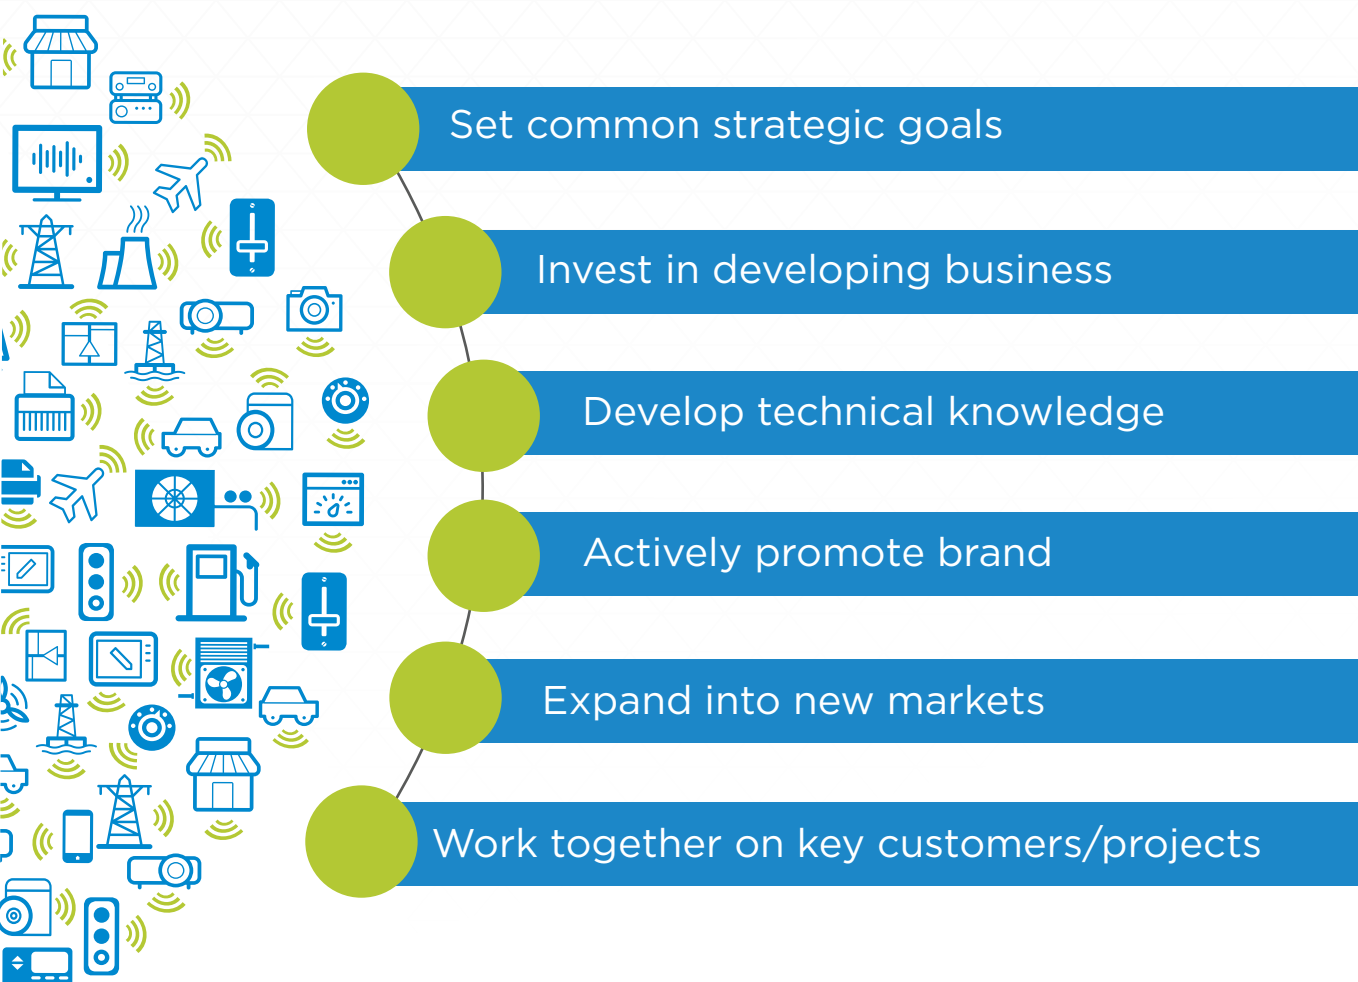 Set common strategic goals
Invest in developing business
Develop technical knowledge
Actively promote brand
Expand into new markets
Work together on key customers/projects